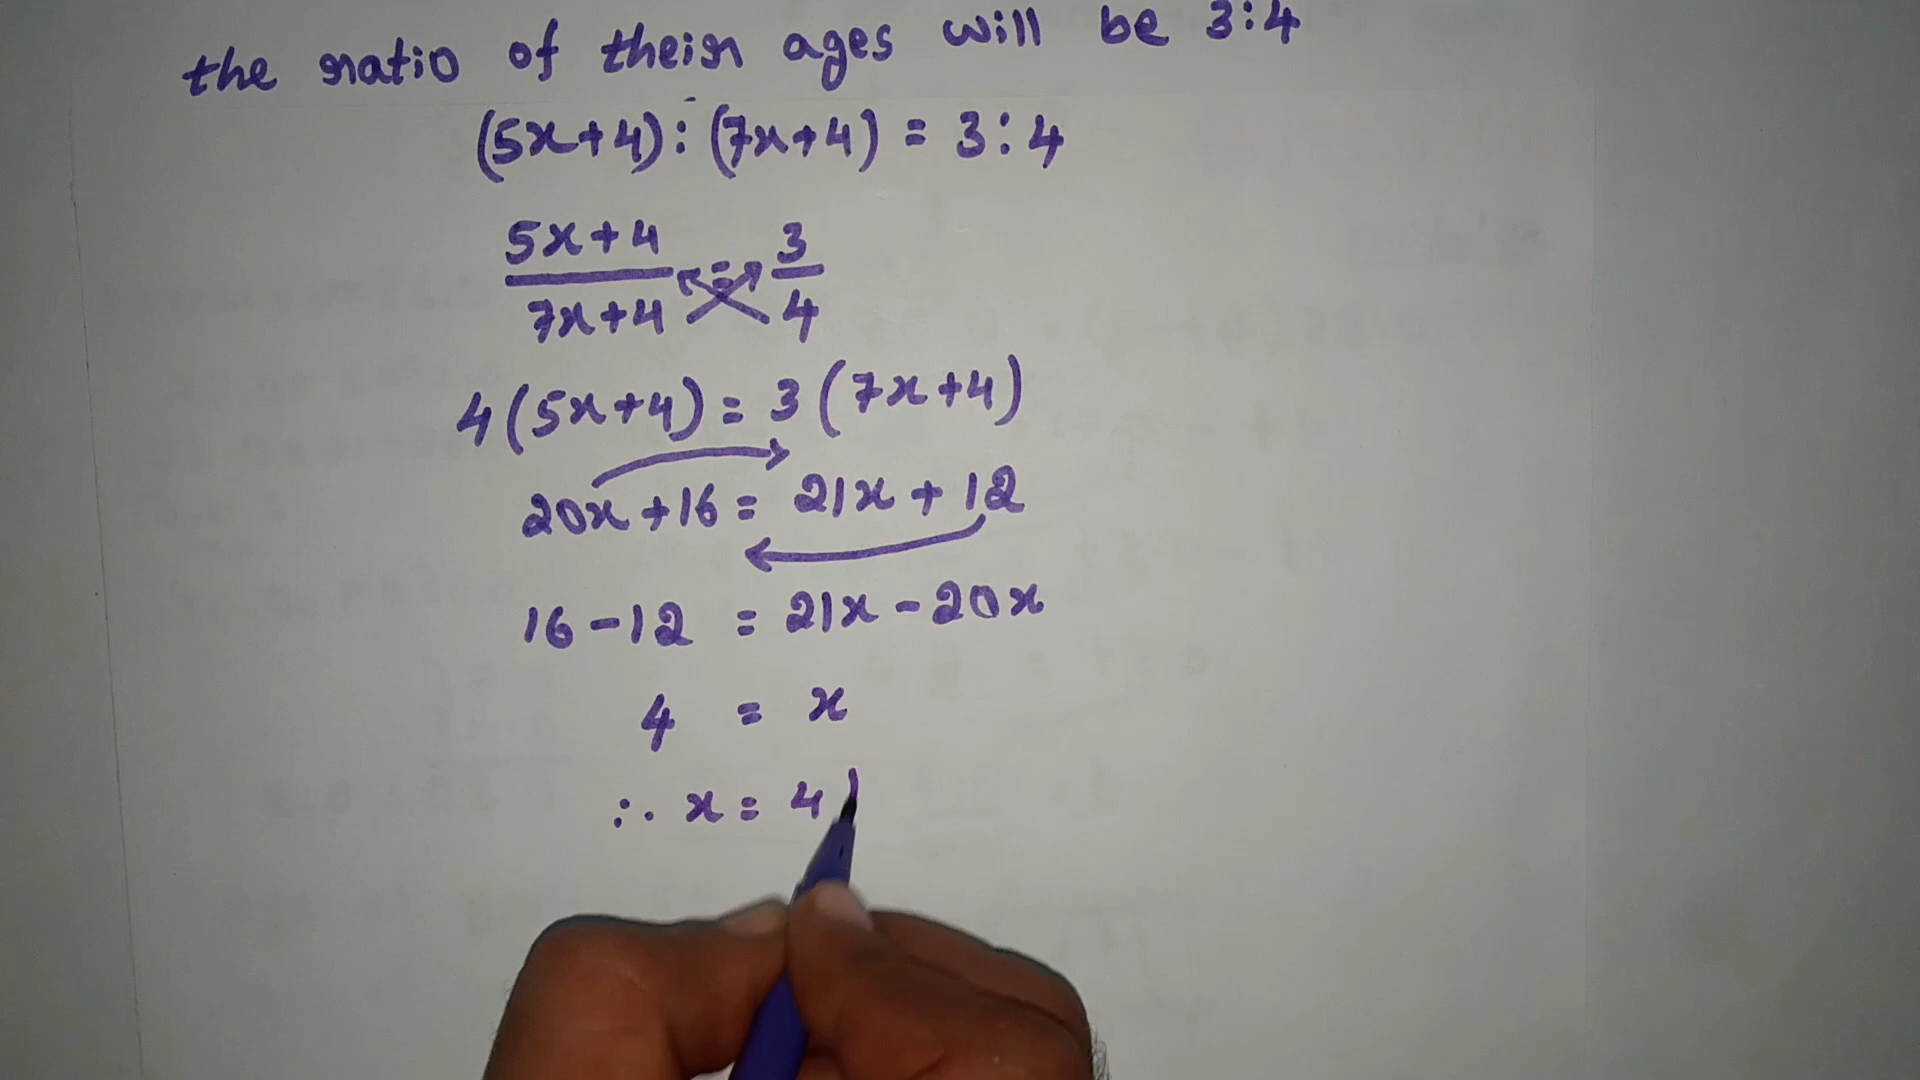 the ratio of their ages will be 3:4
(5x+4):(7x+4) = 3:4
5x+4 = 3
7x+4 4
4(5x+4) = 3(7x+4)
20x+16 = 21x+12
16-12 = 21x-20x
4 = x
∴ x = 4